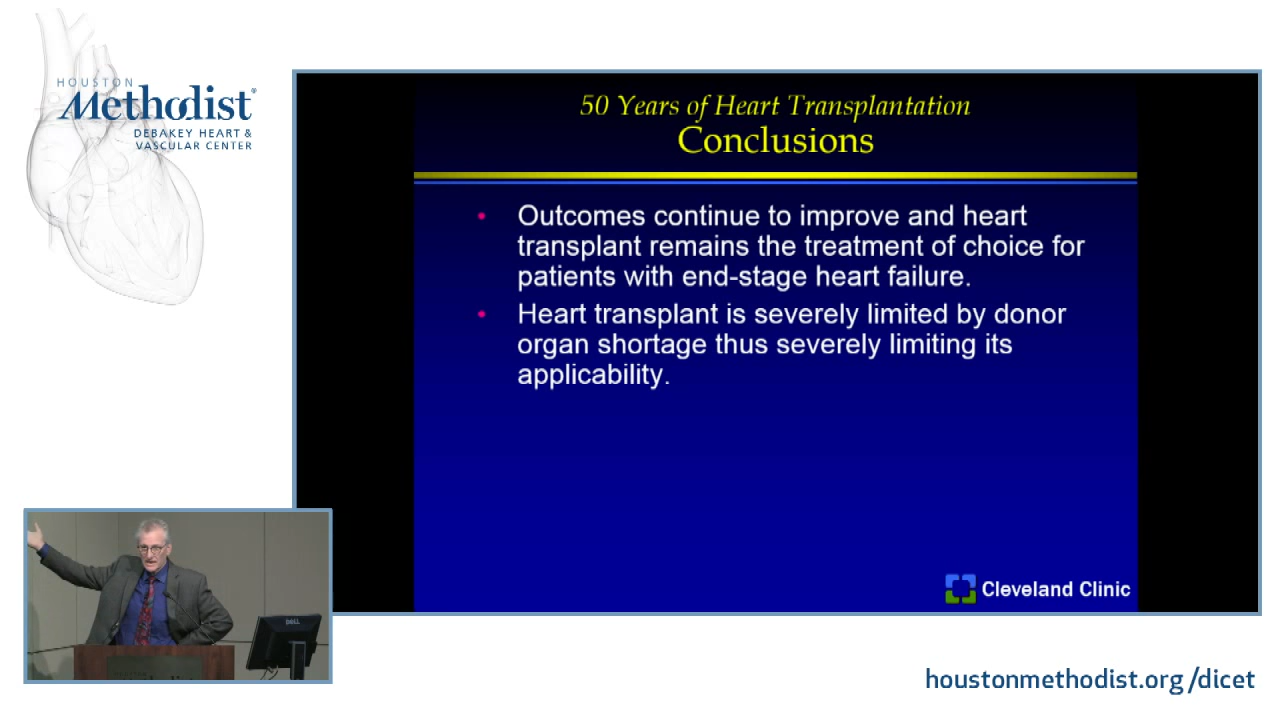 HOUSTON
Methodist®
DEBAKEY HEART &
VASCULAR CENTER
50 Years of Heart Transplantation
Conclusions
• Outcomes continue to improve and heart
transplant remains the treatment of choice for
patients with end-stage heart failure.
• Heart transplant is severely limited by donor
organ shortage thus severely limiting its
applicability.
Cleveland Clinic
DELL
houstonmethodist.org/dicet